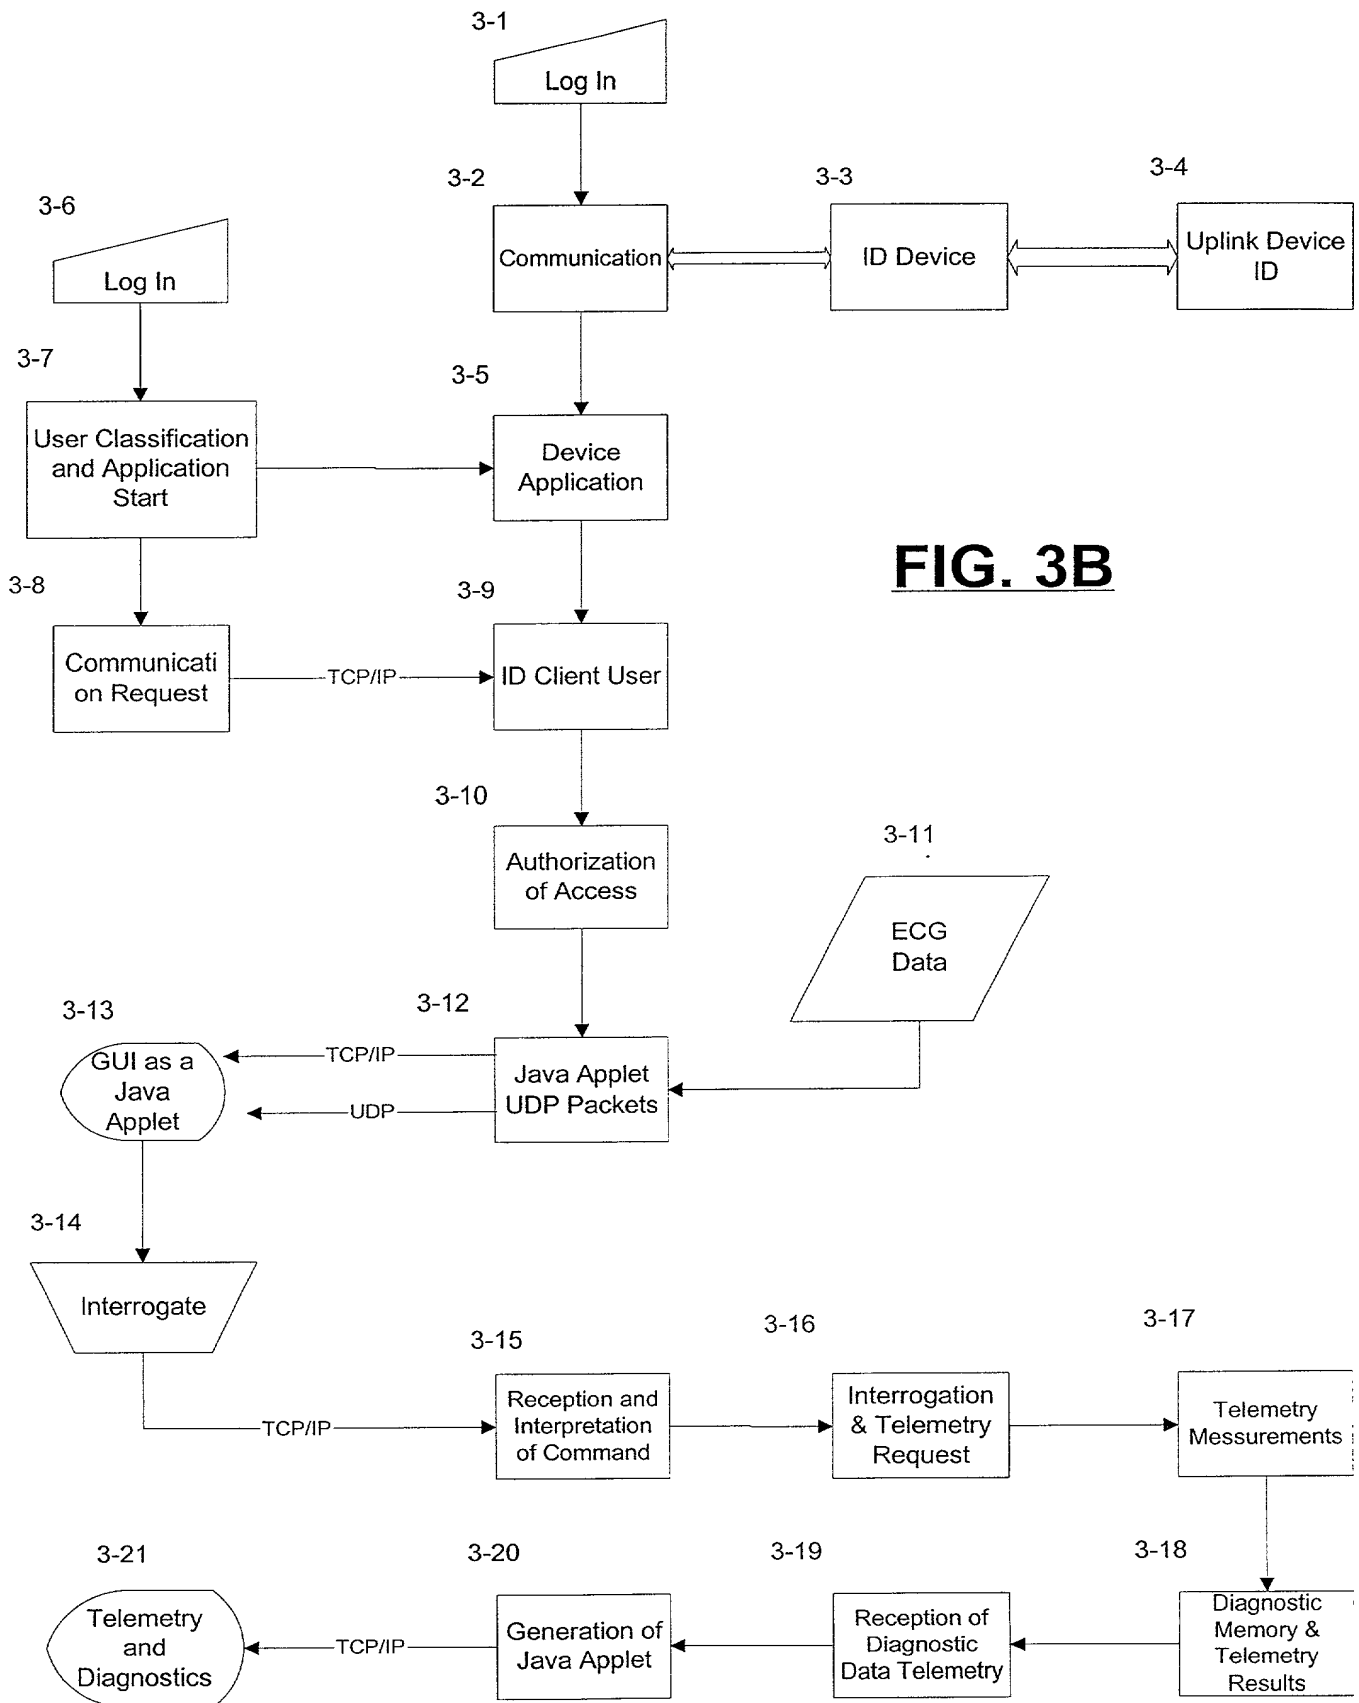 3-1
Log In
3-2
3-3
3-4
3-6
Log In
Communication
ID Device
Uplink Device
ID
3-7
3-5
User Classification
and Application
Start
Device
Application
FIG. 3B
3-8
3-9
Communicati
on Request
TCP/IP
ID Client User
3-10
3-11
Authorization
of Access
ECG
Data
3-13
3-12
GUI as a
Java
Applet
TCP/IP
UDP
Java Applet
UDP Packets
3-14
Interrogate
3-15
3-16
3-17
TCP/IP
Reception and
Interpretation
of Command
Interrogation
& Telemetry
Request
Telemetry
Messurements
3-21
3-20
3-19
3-18
Telemetry
and
Diagnostics
TCP/IP
Generation of
Java Applet
Reception of
Diagnostic
Data Telemetry
Diagnostic
Memory &
Telemetry
Results